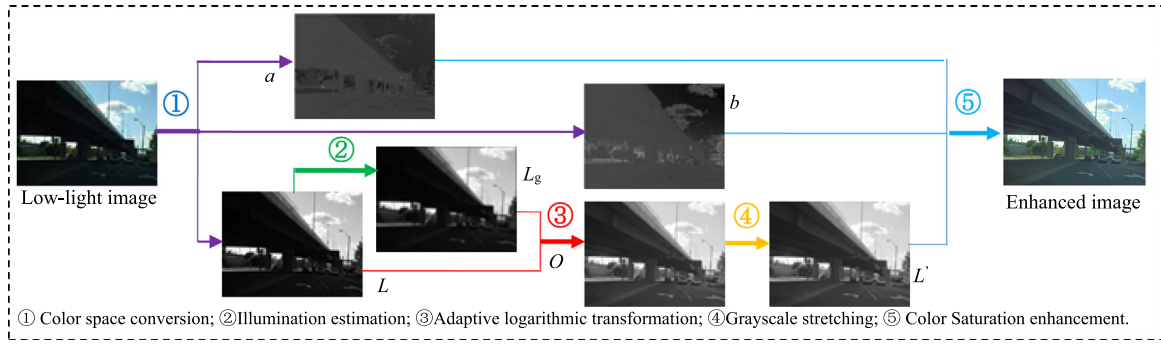 a
①
b
⑤
②
Low-light image
L
g
Enhanced image
③
④
O
L
L'
① Color space conversion; ②Illumination estimation; ③Adaptive logarithmic transformation; ④Grayscale stretching; ⑤ Color Saturation enhancement.